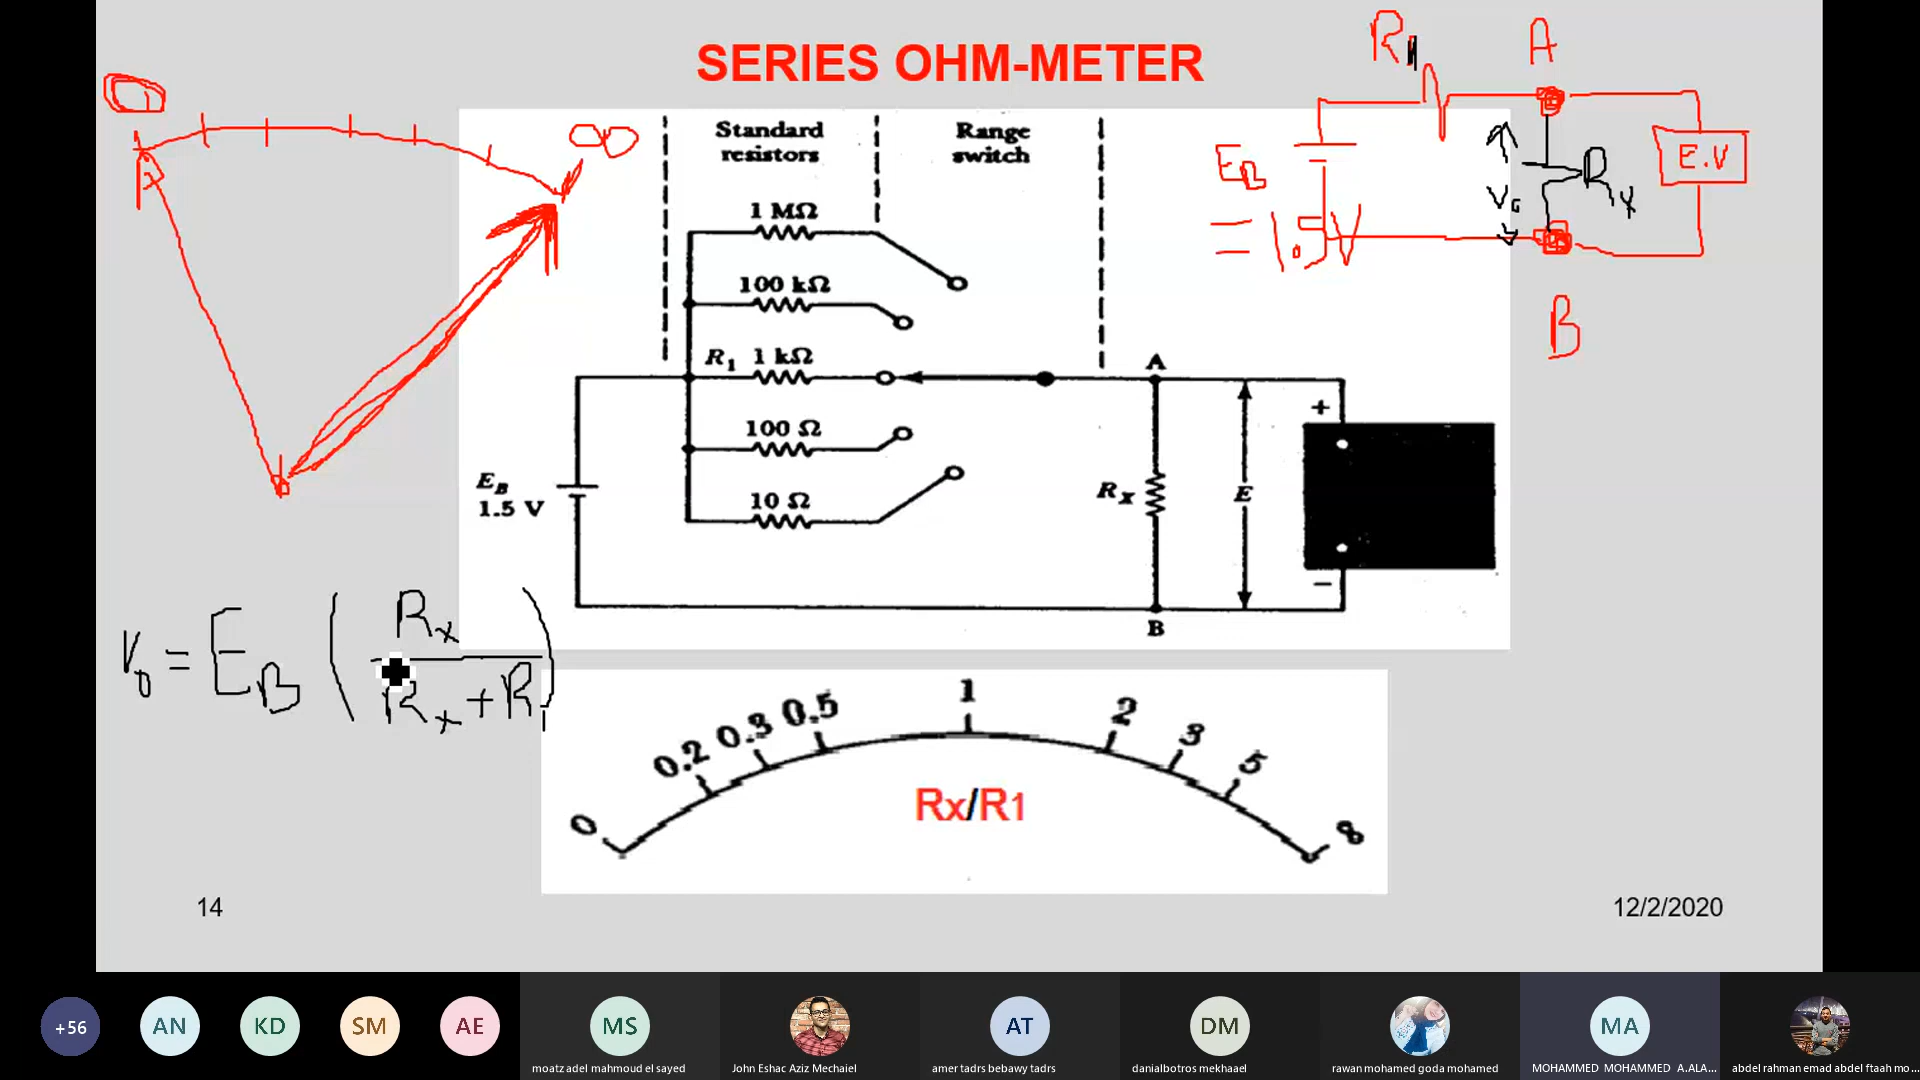 SERIES OHM-METER
0
∞
Standard
resistors
Range
switch
1 MΩ
100 kΩ
R1 1 kΩ
100 Ω
10 Ω
EB
1.5 V
A
RX
E
+
−
B
R1
A
EB
= 1.5V
V0
RX
E.V
B
V0 = EB ( Rx
Rx + R1 )
0 0.2 0.3 0.5 1 2 3 5 8
Rx/R1
14
12/2/2020
+56
AN
KD
SM
AE
MS
AT
DM
MA
moatz adel mahmoud el sayed
John Eshac Aziz Mechaiel
amer tadrs bebawy tadrs
danialbotros mekhaael
rawan mohamed goda mohamed
MOHAMMED MOHAMMED A.ALA...
abdel rahman emad abdel ftaah mo...